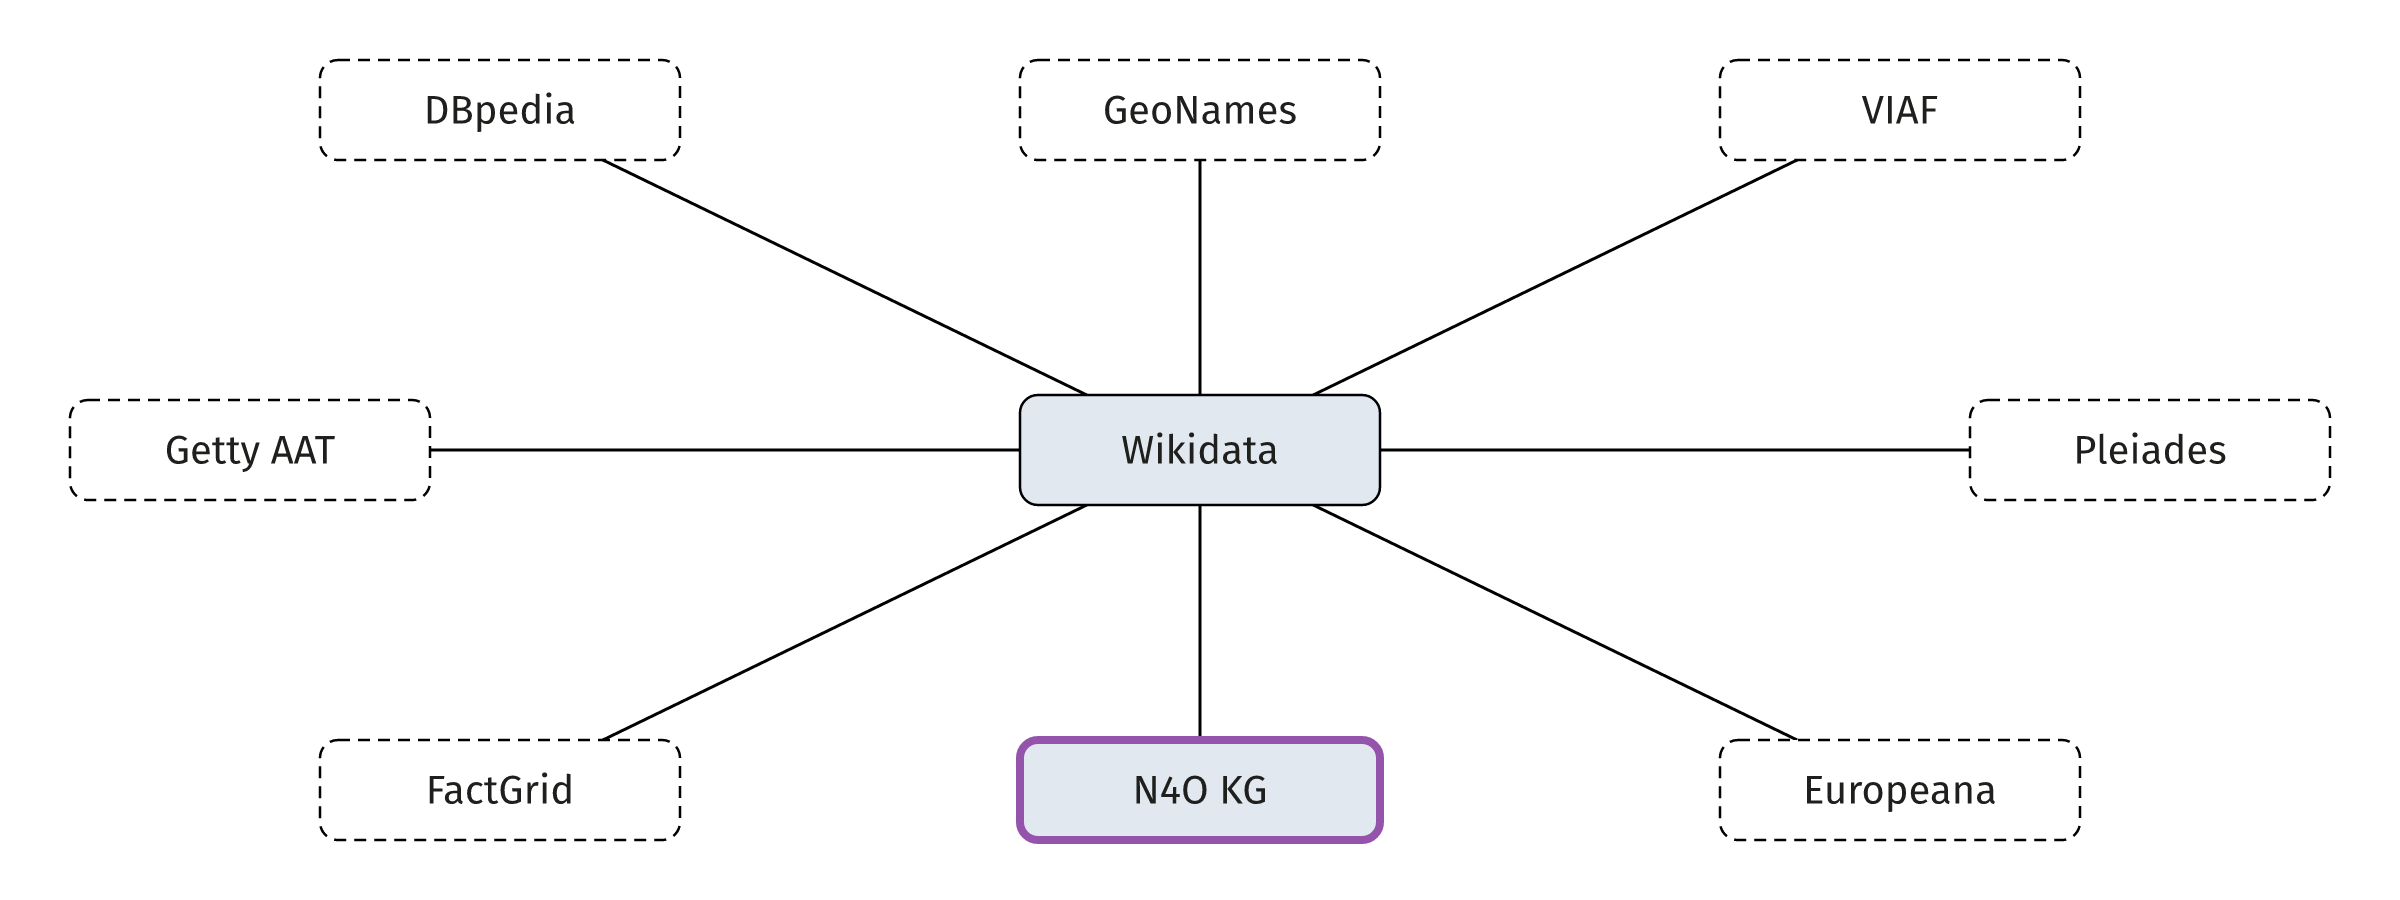 DBpedia
GeoNames
VIAF
Getty AAT
Wikidata
Pleiades
FactGrid
N4O KG
Europeana